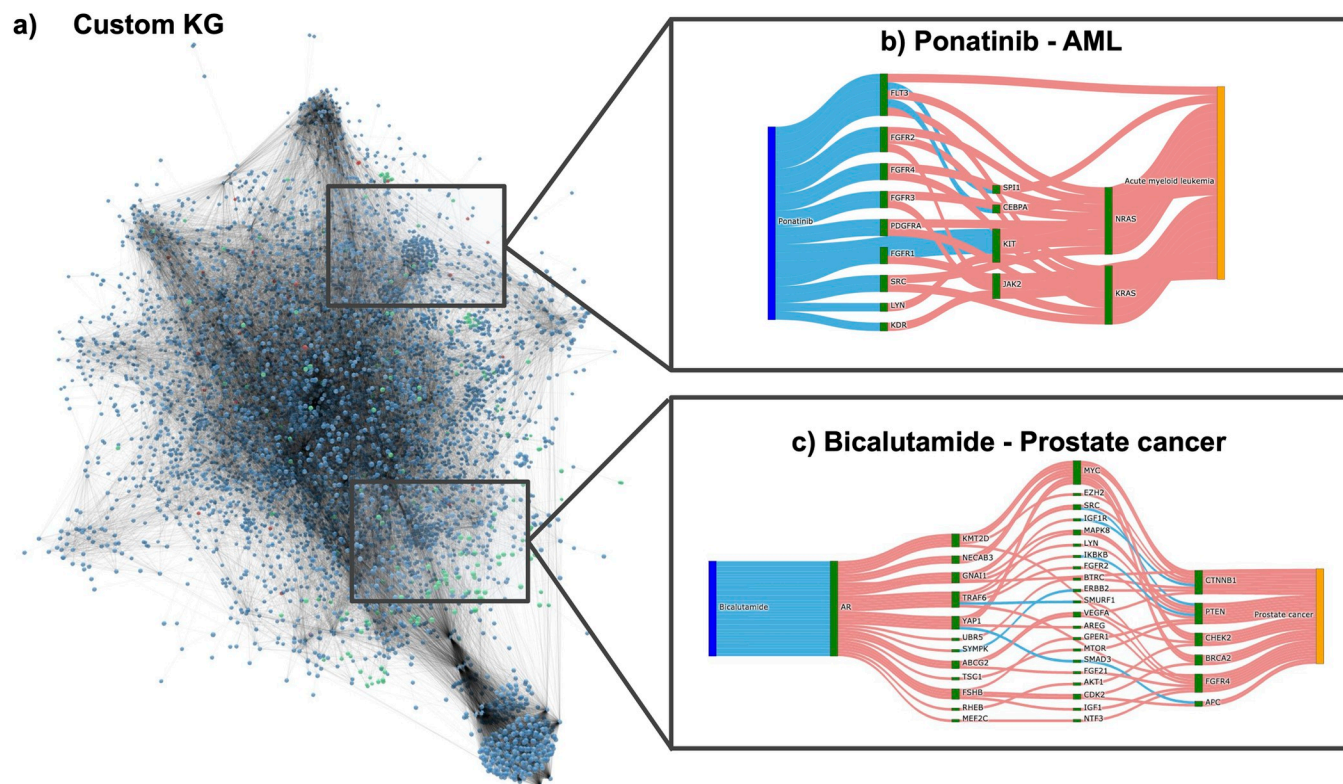 a) Custom KG
b) Ponatinib - AML
Ponatinib
FLT3
FGFR2
FGFR4
FGFR3
PDGFRA
FGFR1
SRC
LYN
KDR
SPI1
CEBPA
KIT
JAK2
NRAS
KRAS
Acute myeloid leukemia
c) Bicalutamide - Prostate cancer
Bicalutamide
AR
KMT2D
NECAB3
GNAI1
TRAF6
YAP1
UBR5
SYMPK
ABCG2
TSC1
FSHB
RHEB
MEF2C
MYC
EZH2
SRC
IGF1R
MAPK8
LYN
IKBKB
FGFR2
BTRC
ERBB2
SMURF1
VEGFA
AREG
GPER1
MTOR
SMAD3
FGF21
AKT1
CDK2
IGF1
NTF3
CTNNB1
PTEN
CHEK2
BRCA2
FGFR4
APC
Prostate cancer